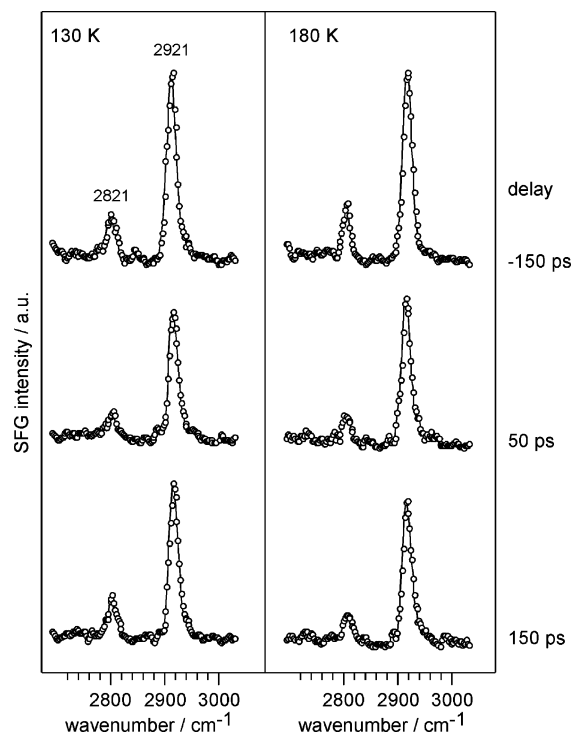 130 K
2921
2821
180 K
delay
-150 ps
50 ps
150 ps
SFG intensity / a.u.
2800 2900 3000
2800 2900 3000
wavenumber / cm-1
wavenumber / cm-1